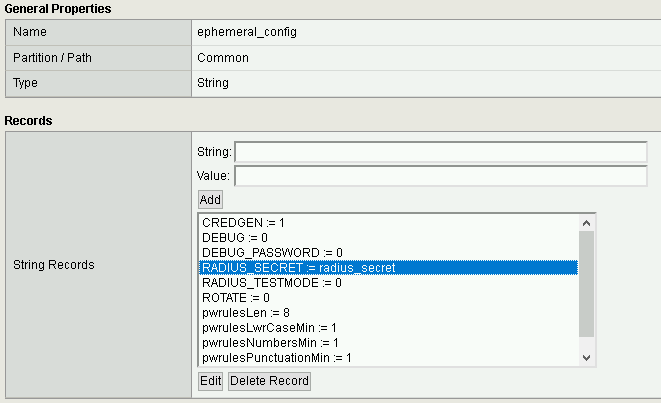 General Properties
Name ephemeral_config
Partition / Path Common
Type String
Records
String:
Value:
Add
String Records
CREDGEN := 1
DEBUG := 0
DEBUG_PASSWORD := 0
RADIUS_SECRET := radius_secret
RADIUS_TESTMODE := 0
ROTATE := 0
pwrulesLen := 8
pwrulesLwrCaseMin := 1
pwrulesNumbersMin := 1
pwrulesPunctuationMin := 1
Edit Delete Record